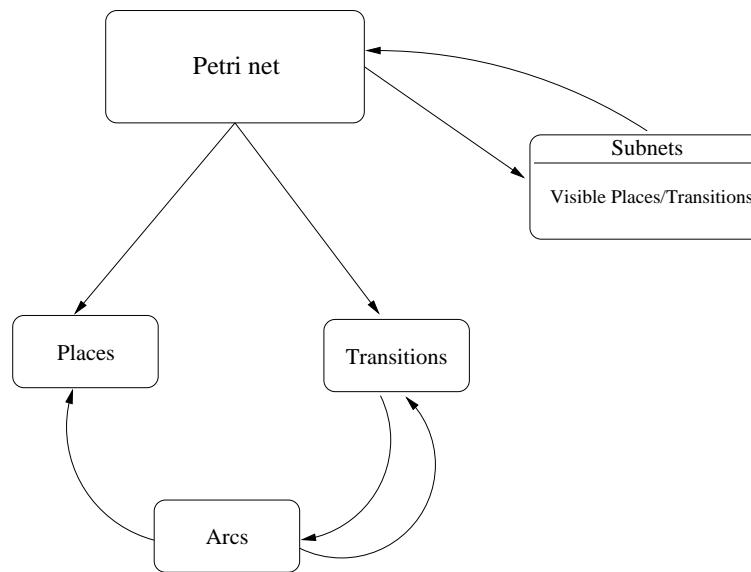 Petri net
Subnets
Visible Places/Transitions
Places
Transitions
Arcs